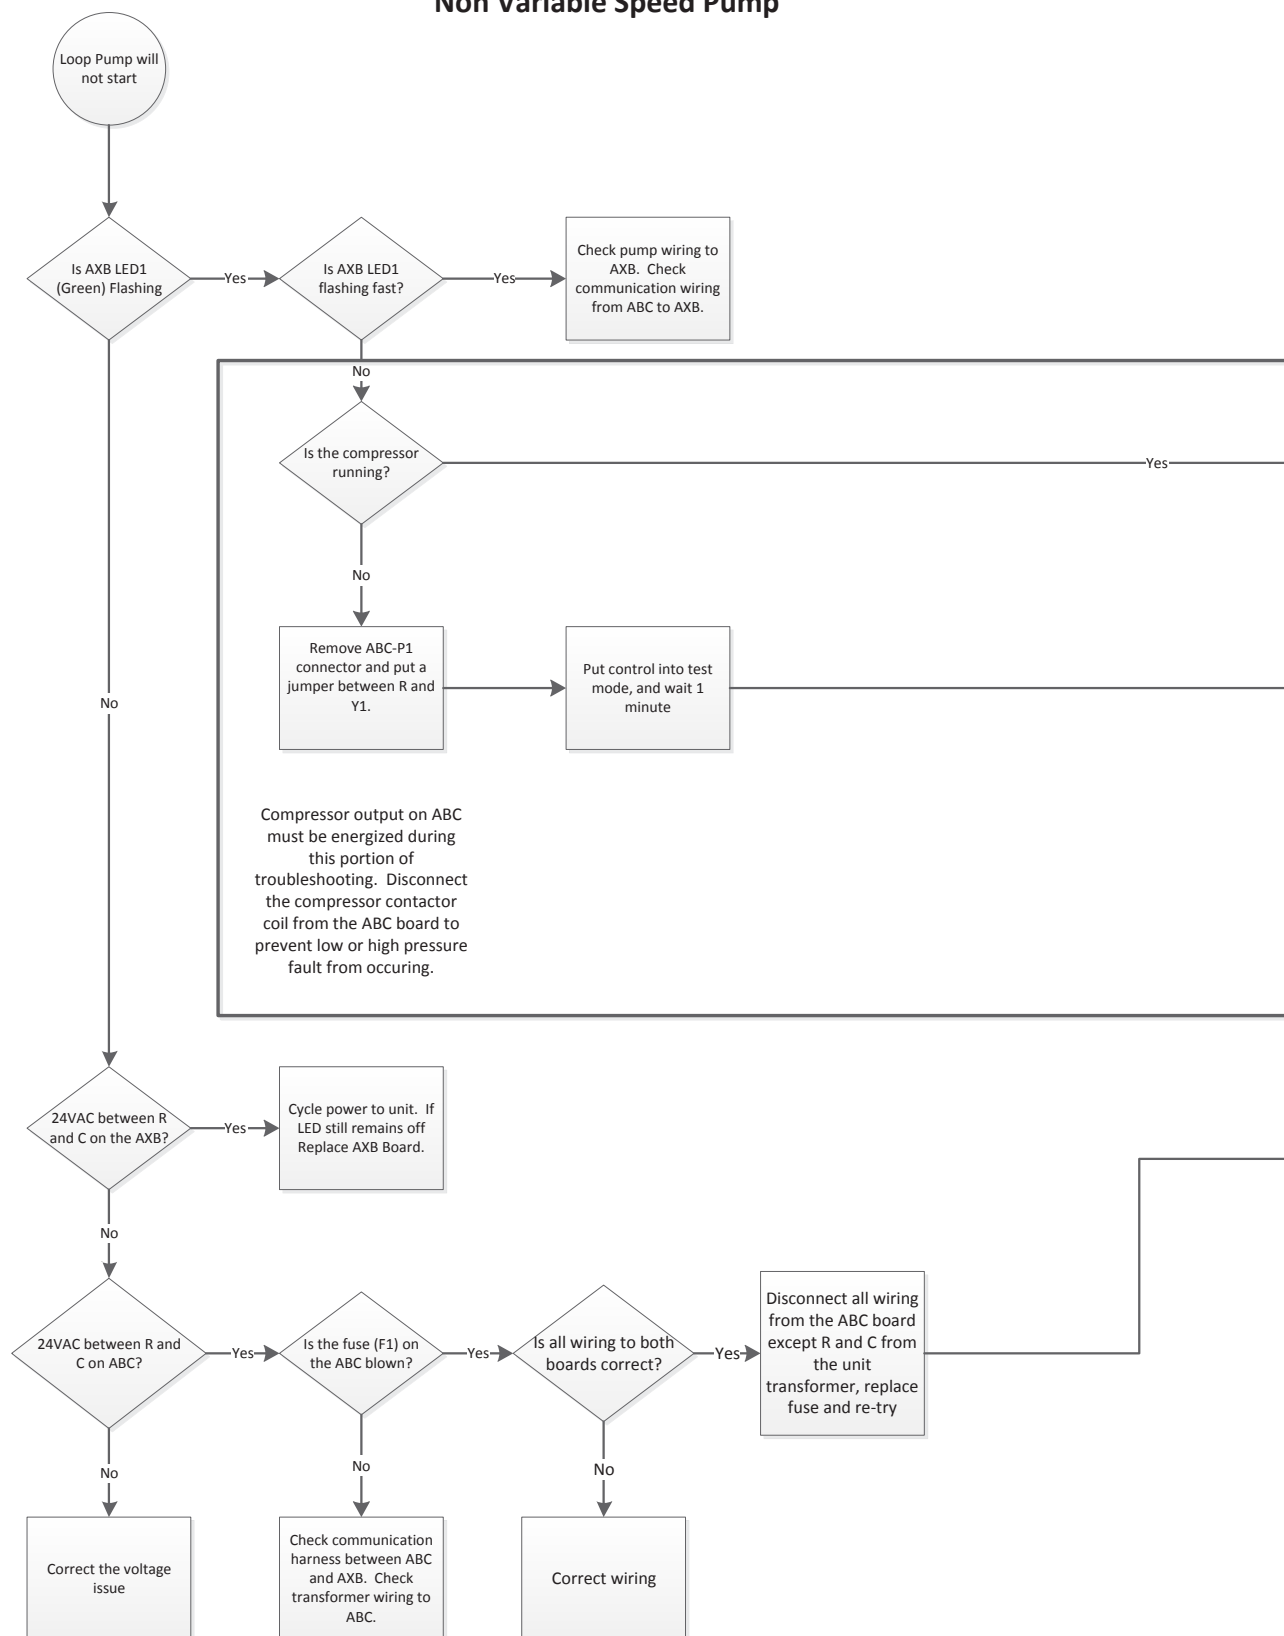 Non Variable Speed Pump
Loop Pump will
not start
Is AXB LED1
(Green) Flashing
Yes
Is AXB LED1
flashing fast?
Yes
Check pump wiring to
AXB. Check
communication wiring
from ABC to AXB.
No
Is the compressor
running?
Yes
No
Remove ABC-P1
connector and put a
jumper between R and
Y1.
Put control into test
mode, and wait 1
minute
No
Compressor output on ABC
must be energized during
this portion of
troubleshooting. Disconnect
the compressor contactor
coil from the ABC board to
prevent low or high pressure
fault from occuring.
24VAC between R
and C on the AXB?
Yes
Cycle power to unit. If
LED still remains off
Replace AXB Board.
No
24VAC between R and
C on ABC?
Yes
Is the fuse (F1) on
the ABC blown?
Yes
Is all wiring to both
boards correct?
Yes
Disconnect all wiring
from the ABC board
except R and C from
the unit
transformer, replace
fuse and re-try
No
No
No
Correct the voltage
issue
Check communication
harness between ABC
and AXB. Check
transformer wiring to
ABC.
Correct wiring